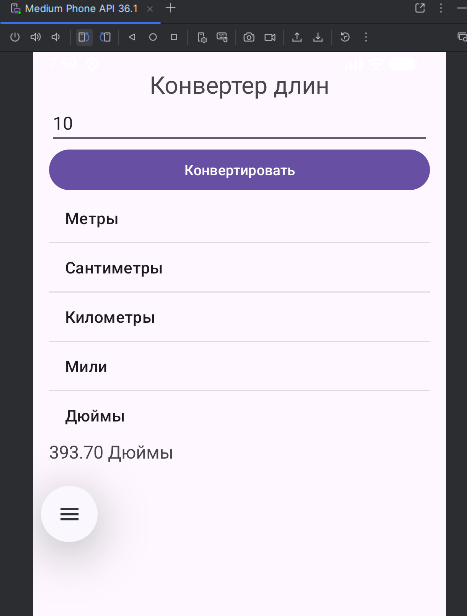 Medium Phone API 36.1
Конвертер длин
10
Конвертировать
Метры
Сантиметры
Километры
Мили
Дюймы
393.70 Дюймы